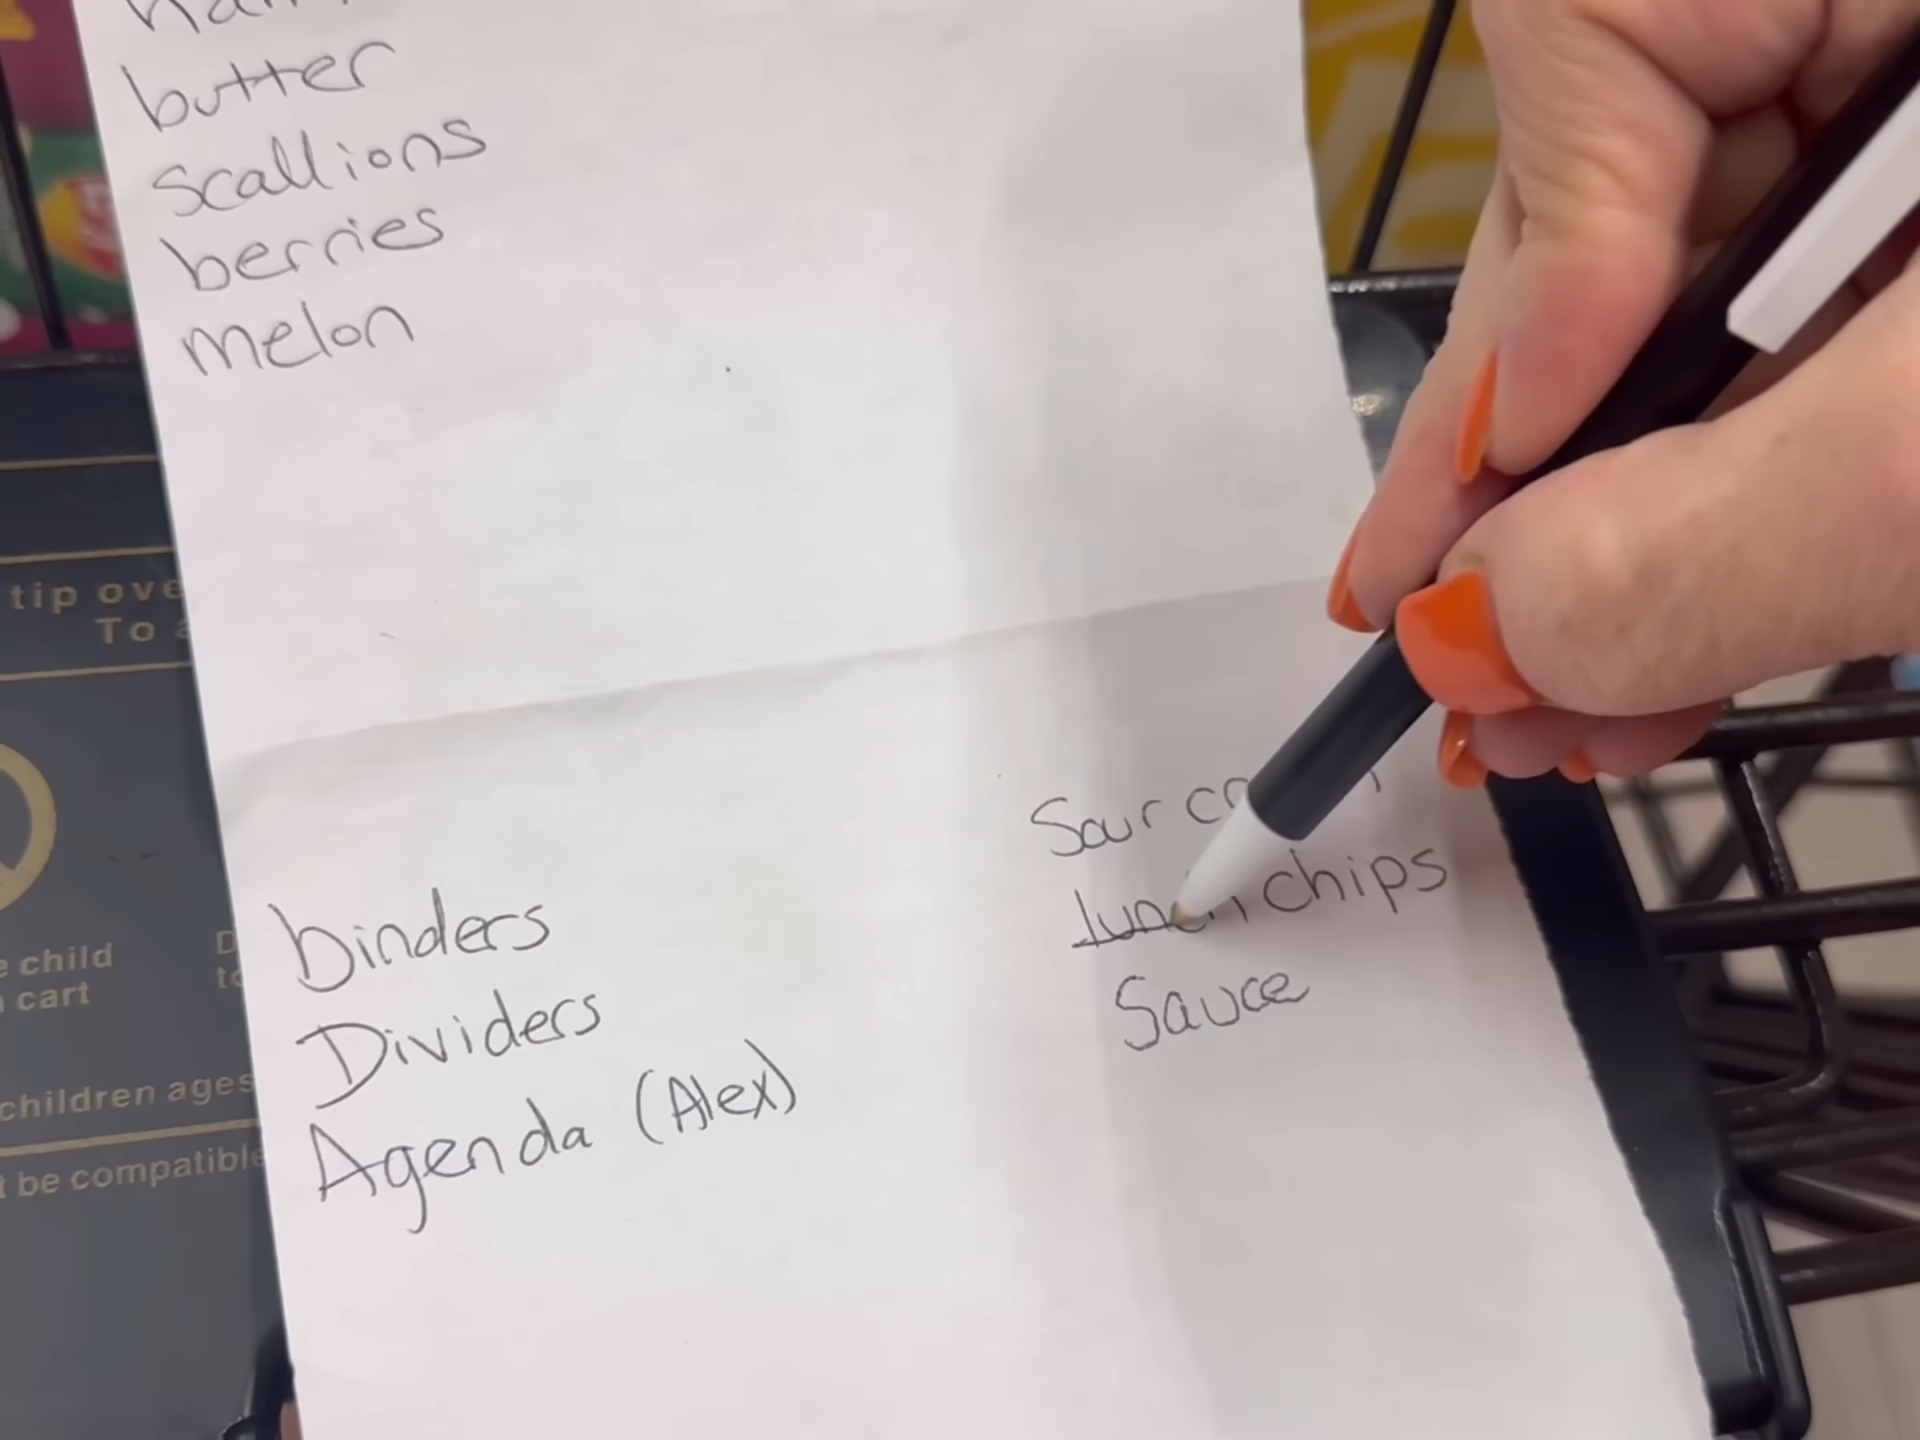 butter
scallions
berries
melon
Sour
lunch chips
Sauce
binders
Dividers
Agenda (Alex)
tip
To
child
cart
children ages
be compatible